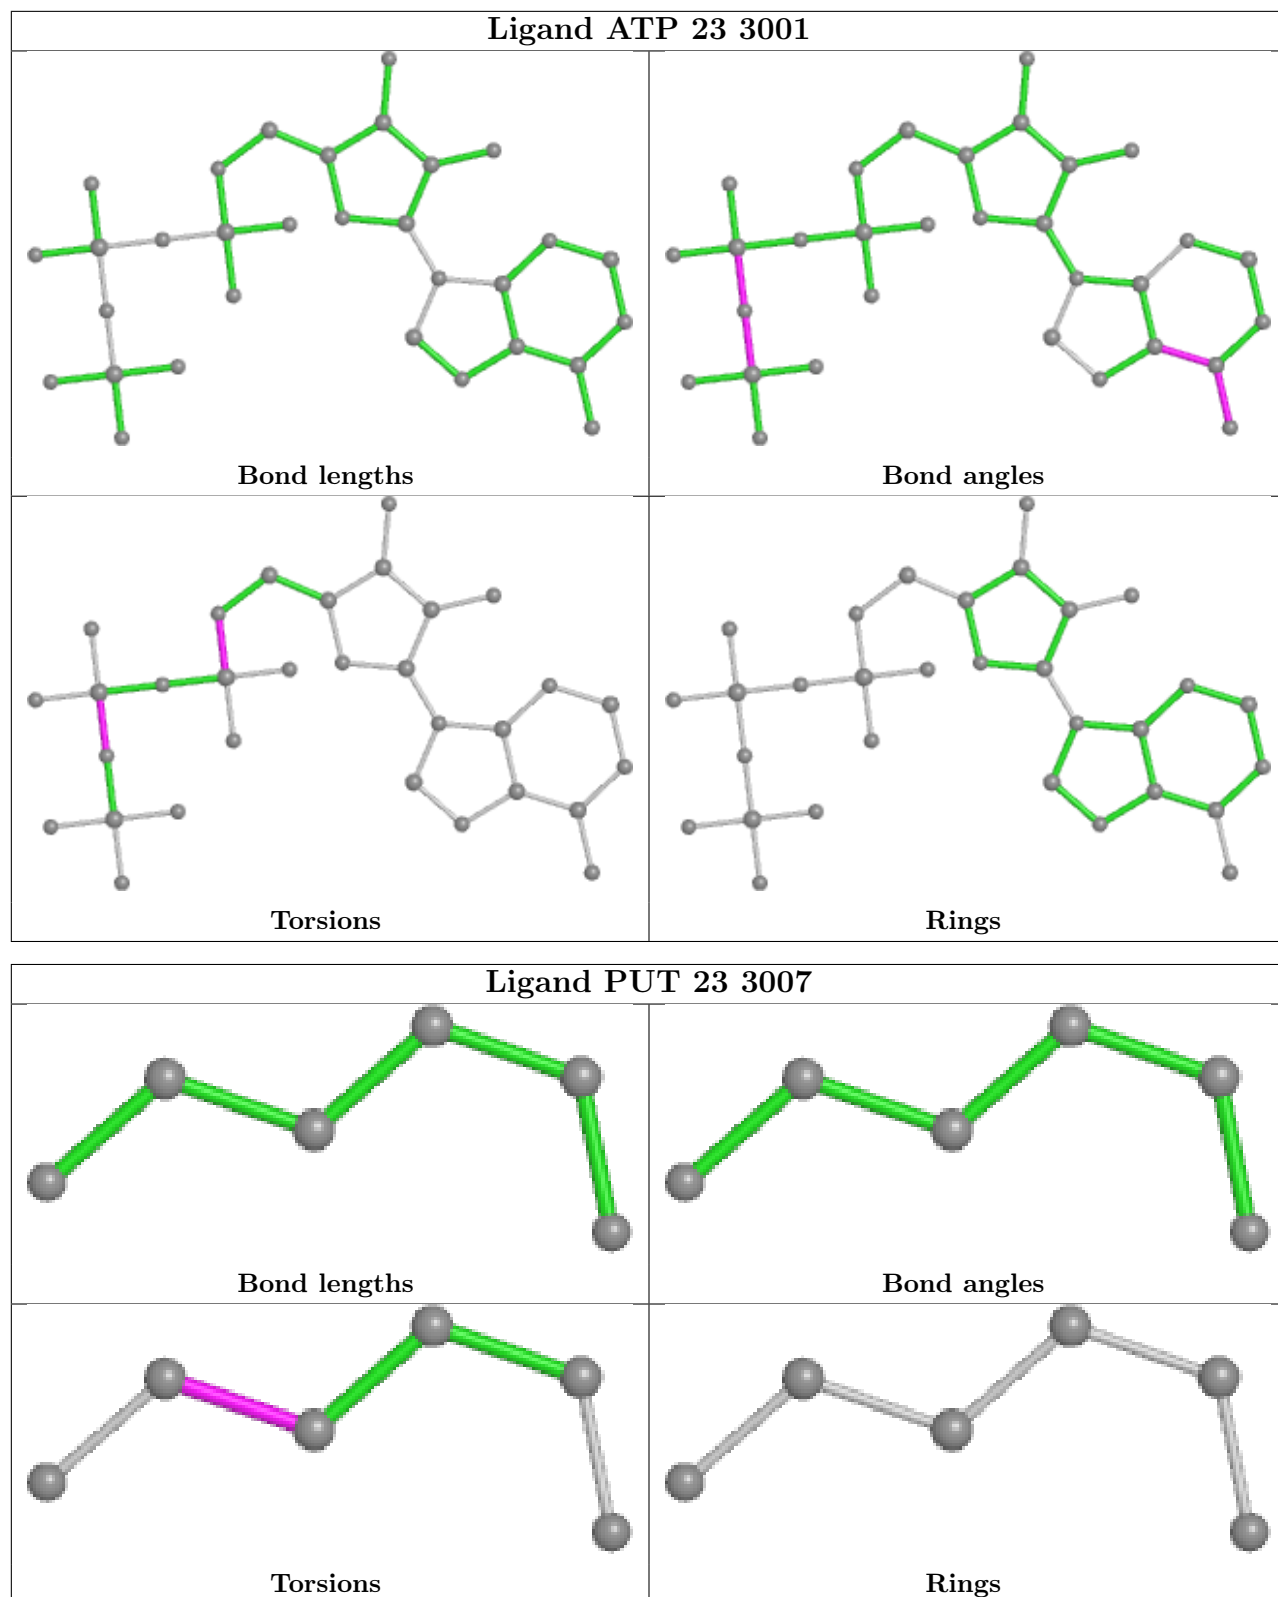 Ligand ATP 23 3001
Bond lengths
Bond angles
Torsions
Rings
Ligand PUT 23 3007
Bond lengths
Bond angles
Torsions
Rings